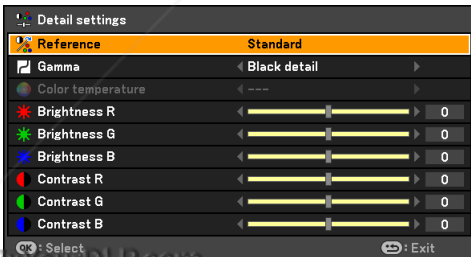 Detail settings
Reference Standard
Gamma Black detail
Color temperature ---
Brightness R 0
Brightness G 0
Brightness B 0
Contrast R 0
Contrast G 0
Contrast B 0
OK : Select : Exit